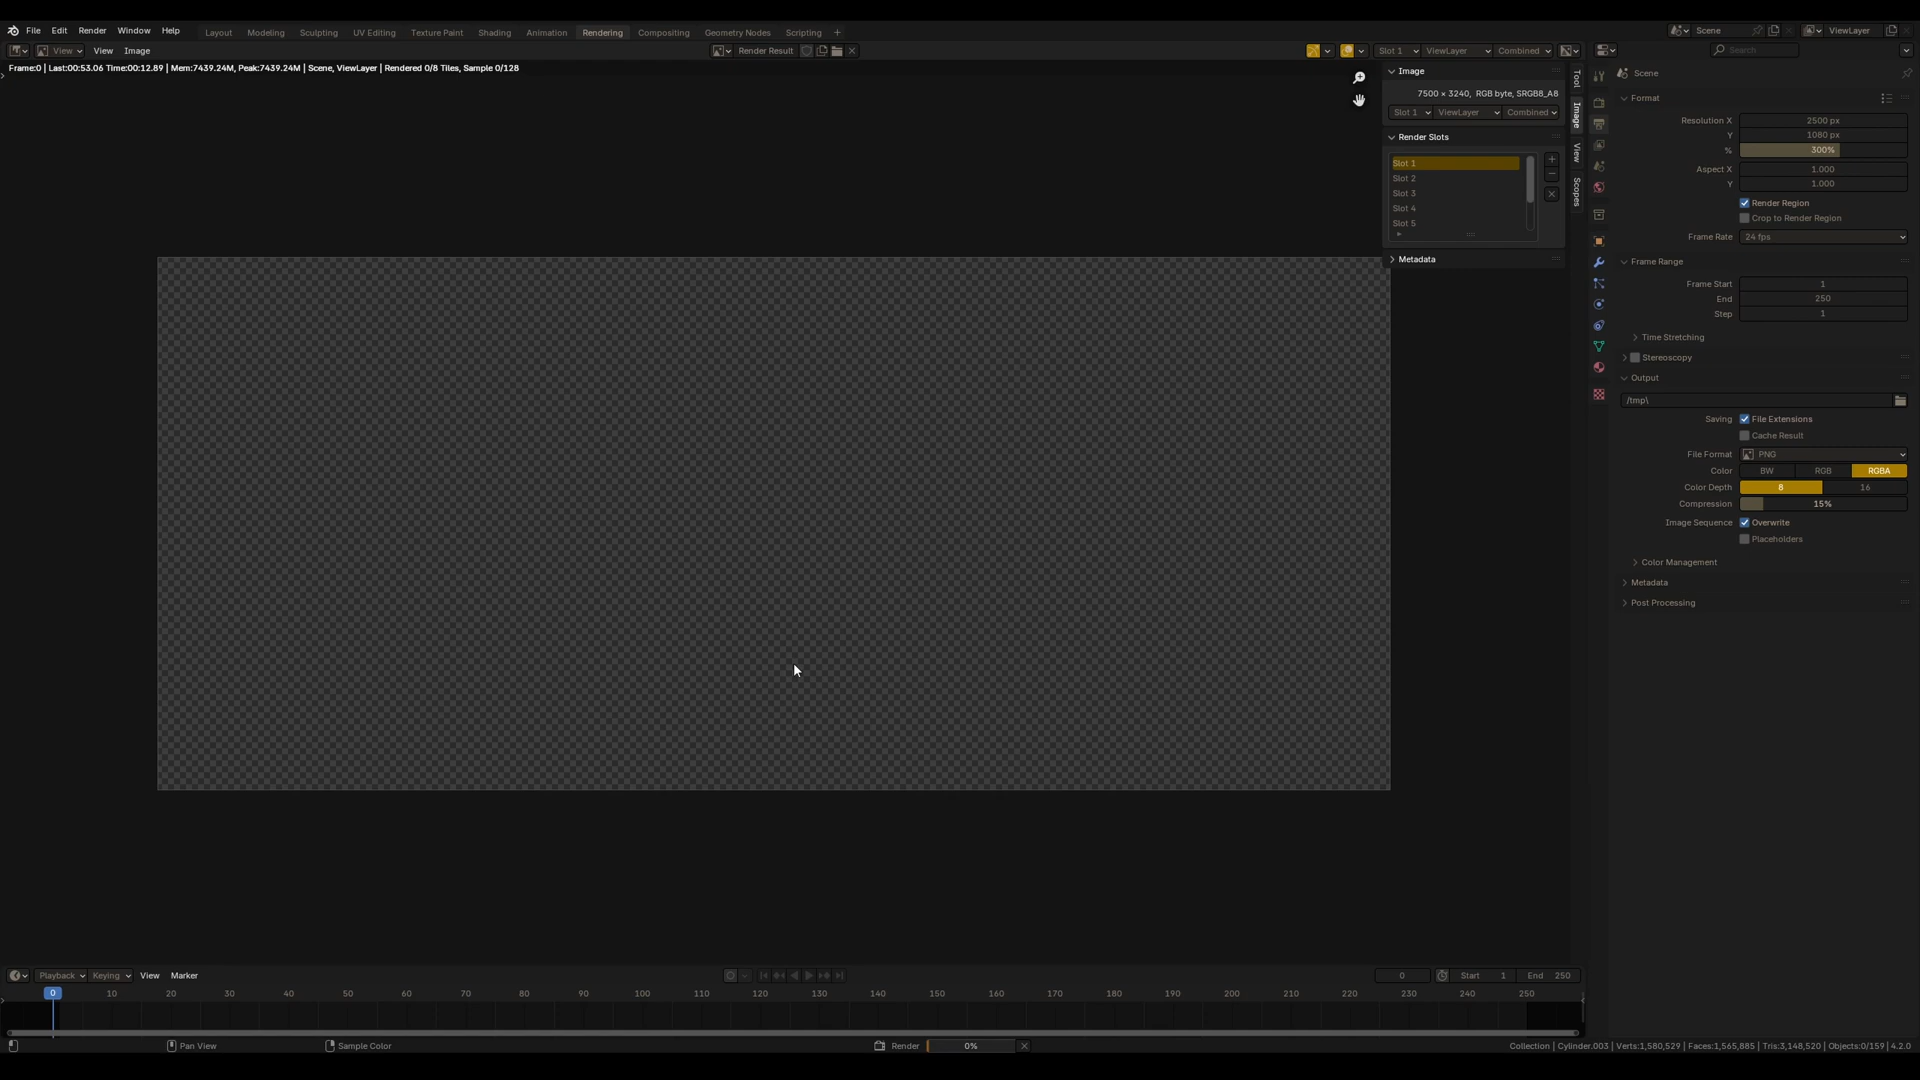 File Edit Render Window Help Layout Modeling Sculpting UV Editing Texture Paint Shading Animation Rendering Compositing Geometry Nodes Scripting + Scene ViewLayer
View View Image Render Result Slot 1 ViewLayer Combined Search
Frame:0 | Last:00:53.06 Time:00:12.89 | Mem:7439.24M, Peak:7439.24M | Scene, ViewLayer | Rendered 0/8 Tiles, Sample 0/128
Image
7500 × 3240, RGB byte, SRGB8_A8
Slot 1 ViewLayer Combined
Render Slots
Slot 1
Slot 2
Slot 3
Slot 4
Slot 5
Metadata
Tool
Image
View
Scopes
Scene
Format
Resolution X 2500 px
Y 1080 px
% 300%
Aspect X 1.000
Y 1.000
Render Region
Crop to Render Region
Frame Rate 24 fps
Frame Range
Frame Start 1
End 250
Step 1
Time Stretching
Stereoscopy
Output
/tmp\
Saving File Extensions
Cache Result
File Format PNG
Color BW RGB RGBA
Color Depth 8 16
Compression 15%
Image Sequence Overwrite
Placeholders
Color Management
Metadata
Post Processing
Playback Keying View Marker 0 Start 1 End 250
0 10 20 30 40 50 60 70 80 90 100 110 120 130 140 150 160 170 180 190 200 210 220 230 240 250
Pan View Sample Color Render 0% Collection | Cylinder.003 | Verts:1,580,529 | Faces:1,565,885 | Tris:3,148,520 | Objects:0/159 | 4.2.0